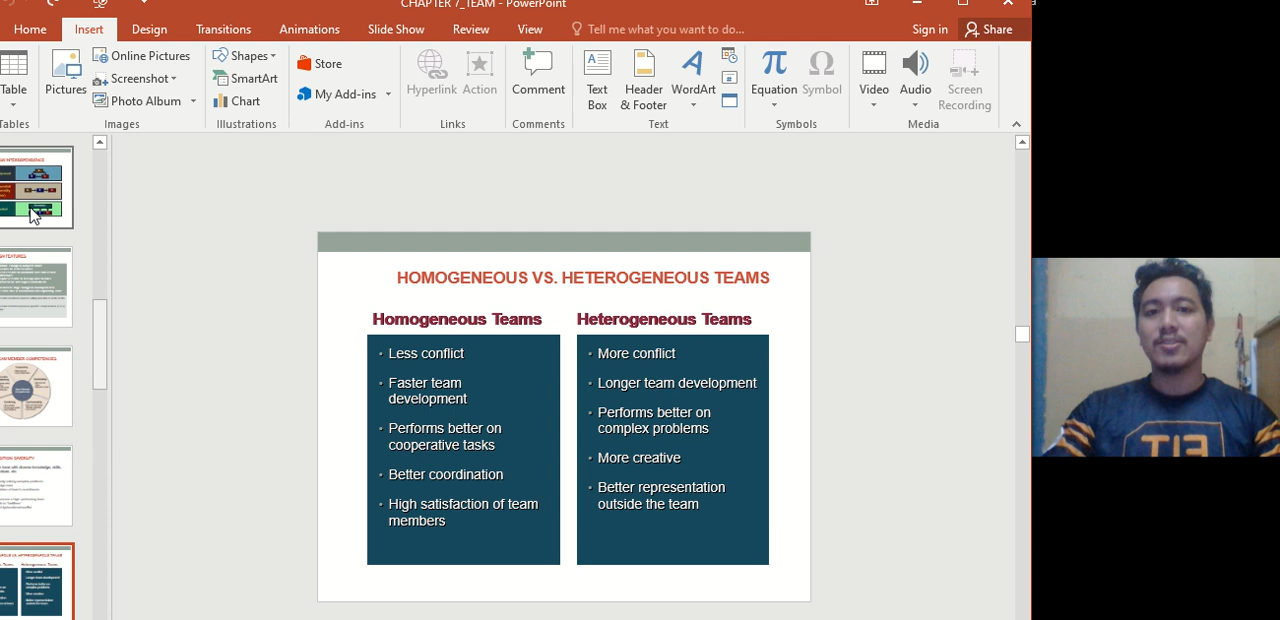 CHAPTER 7_TEAM - PowerPoint
Home Insert Design Transitions Animations Slide Show Review View Tell me what you want to do... Sign in Share
Table
Tables
Pictures
Online Pictures
Screenshot
Photo Album
Images
Shapes
SmartArt
Chart
Illustrations
Store
My Add-ins
Add-ins
Hyperlink Action
Links
Comment
Comments
Text Box
Header & Footer
WordArt
Text
Equation Symbol
Symbols
Video Audio Screen Recording
Media
HOMOGENEOUS VS. HETEROGENEOUS TEAMS
Homogeneous Teams
· Less conflict
· Faster team
development
· Performs better on
cooperative tasks
· Better coordination
· High satisfaction of team
members
Heterogeneous Teams
· More conflict
· Longer team development
· Performs better on
complex problems
· More creative
· Better representation
outside the team